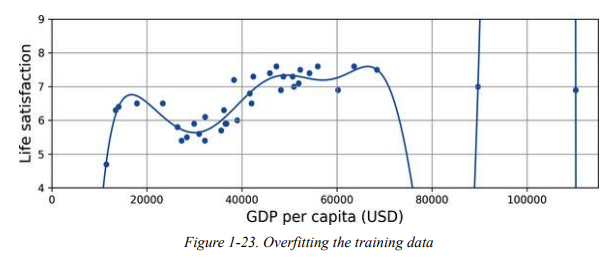 9
8
7
6
5
4
Life satisfaction
0 20000 40000 60000 80000 100000
GDP per capita (USD)
Figure 1-23. Overfitting the training data